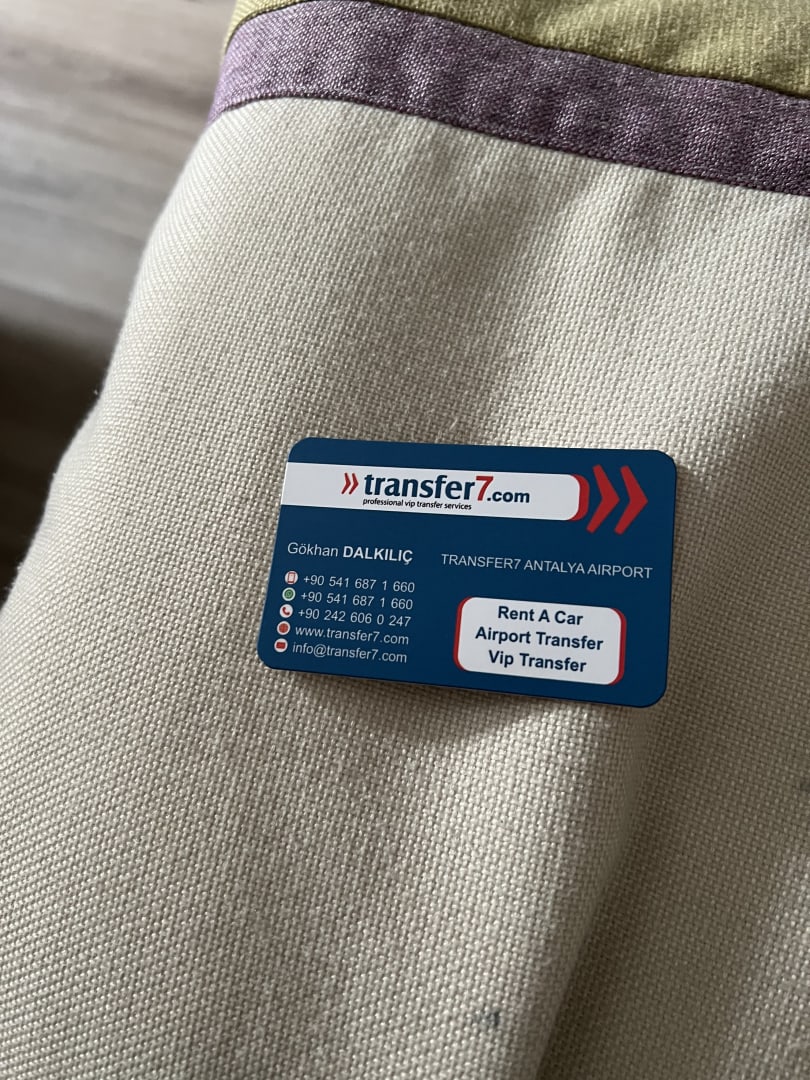 transfer7.com
professional vip transfer services
Gökhan DALKILIÇ
+90 541 687 1 660
+90 541 687 1 660
+90 242 606 0 247
www.transfer7.com
info@transfer7.com
TRANSFER7 ANTALYA AIRPORT
Rent A Car
Airport Transfer
Vip Transfer